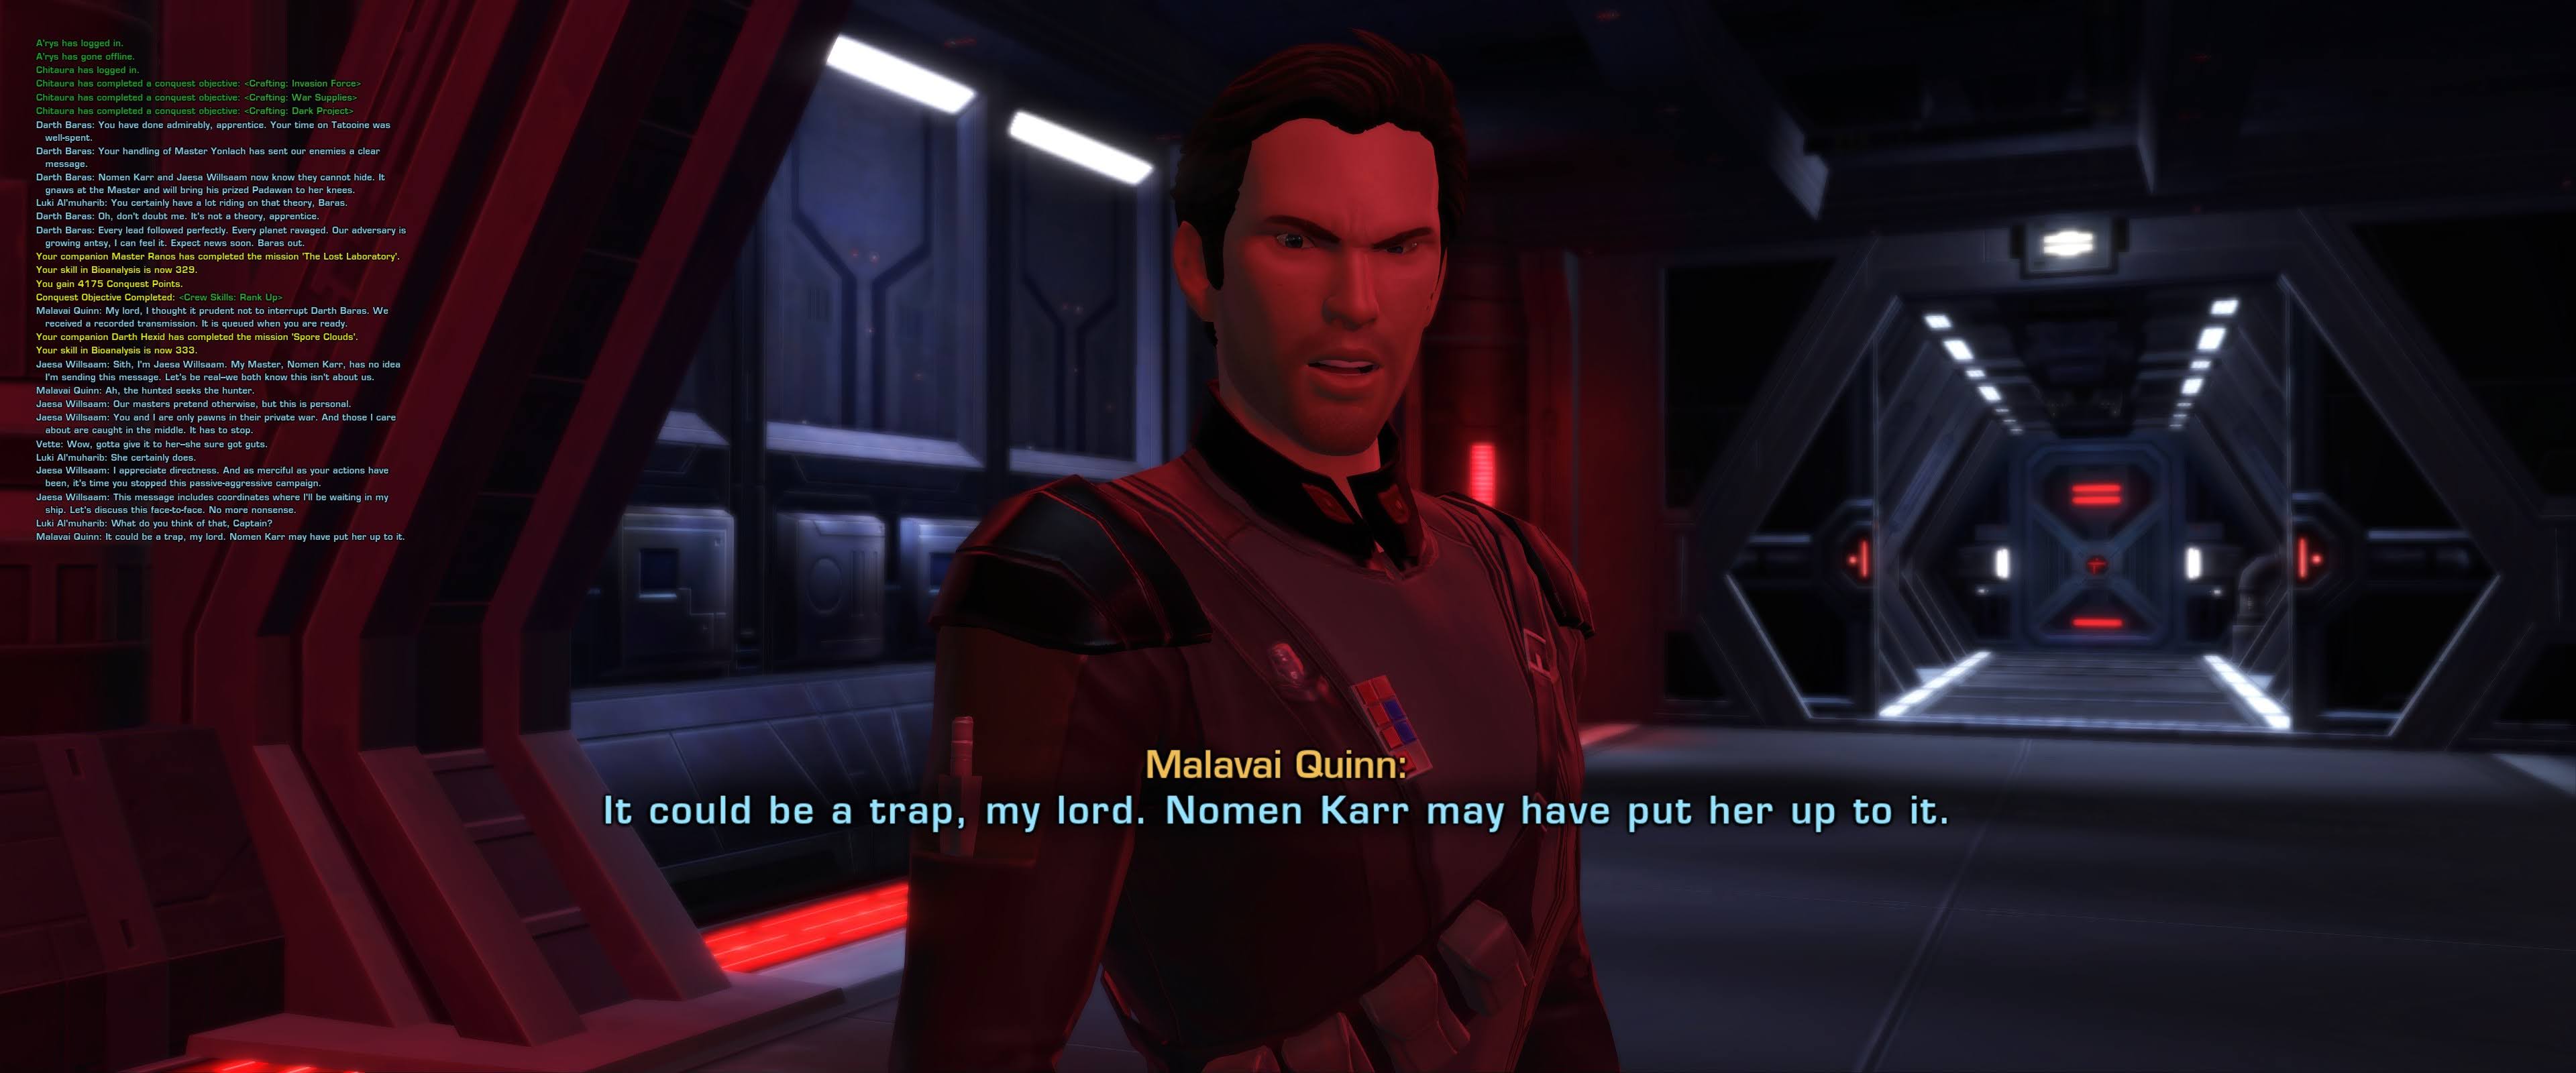 A'rys has logged in.
A'rys has gone offline.
Chitaura has logged in.
Chitaura has completed a conquest objective: <Crafting: Invasion Force>
Chitaura has completed a conquest objective: <Crafting: War Supplies>
Chitaura has completed a conquest objective: <Crafting: Dark Project>
Darth Baras: You have done admirably, apprentice. Your time on Tatooine was
well-spent.
Darth Baras: Your handling of Master Yonlach has sent our enemies a clear
message.
Darth Baras: Nomen Karr and Jaesa Willsaam now know they cannot hide. It
gnaws at the Master and will bring his prized Padawan to her knees.
Luki Al'muharib: You certainly have a lot riding on that theory, Baras.
Darth Baras: Oh, don't doubt me. It's not a theory, apprentice.
Darth Baras: Every lead followed perfectly. Every planet ravaged. Our adversary is
growing antsy, I can feel it. Expect news soon. Baras out.
Your companion Master Ranos has completed the mission 'The Lost Laboratory'.
Your skill in Bioanalysis is now 329.
You gain 4175 Conquest Points.
Conquest Objective Completed: <Crew Skills: Rank Up>
Malavai Quinn: My lord, I thought it prudent not to interrupt Darth Baras. We
received a recorded transmission. It is queued when you are ready.
Your companion Darth Hexid has completed the mission 'Spore Clouds'.
Your skill in Bioanalysis is now 333.
Jaesa Willsaam: Sith, I'm Jaesa Willsaam. My Master, Nomen Karr, has no idea
I'm sending this message. Let's be real—we both know this isn't about us.
Malavai Quinn: Ah, the hunted seeks the hunter.
Jaesa Willsaam: Our masters pretend otherwise, but this is personal.
Jaesa Willsaam: You and I are only pawns in their private war. And those I care
about are caught in the middle. It has to stop.
Vette: Wow, gotta give it to her—she sure got guts.
Luki Al'muharib: She certainly does.
Jaesa Willsaam: I appreciate directness. And as merciful as your actions have
been, it's time you stopped this passive-aggressive campaign.
Jaesa Willsaam: This message includes coordinates where I'll be waiting in my
ship. Let's discuss this face-to-face. No more nonsense.
Luki Al'muharib: What do you think of that, Captain?
Malavai Quinn: It could be a trap, my lord. Nomen Karr may have put her up to it.
Malavai Quinn:
It could be a trap, my lord. Nomen Karr may have put her up to it.